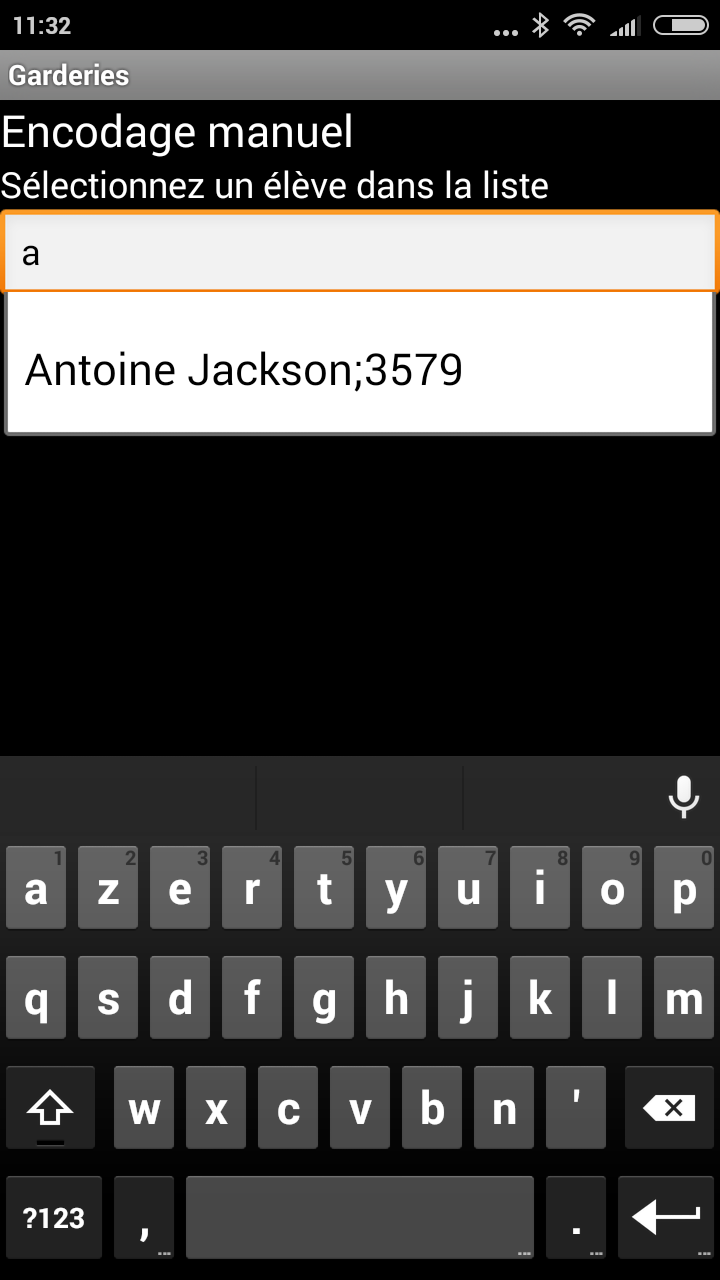 11:32
Garderies
Encodage manuel
Sélectionnez un élève dans la liste
a
Antoine Jackson;3579
1 2 3 4 5 6 7 8 9 0
a z e r t y u i o p
q s d f g h j k l m
w x c v b n '
?123 , .